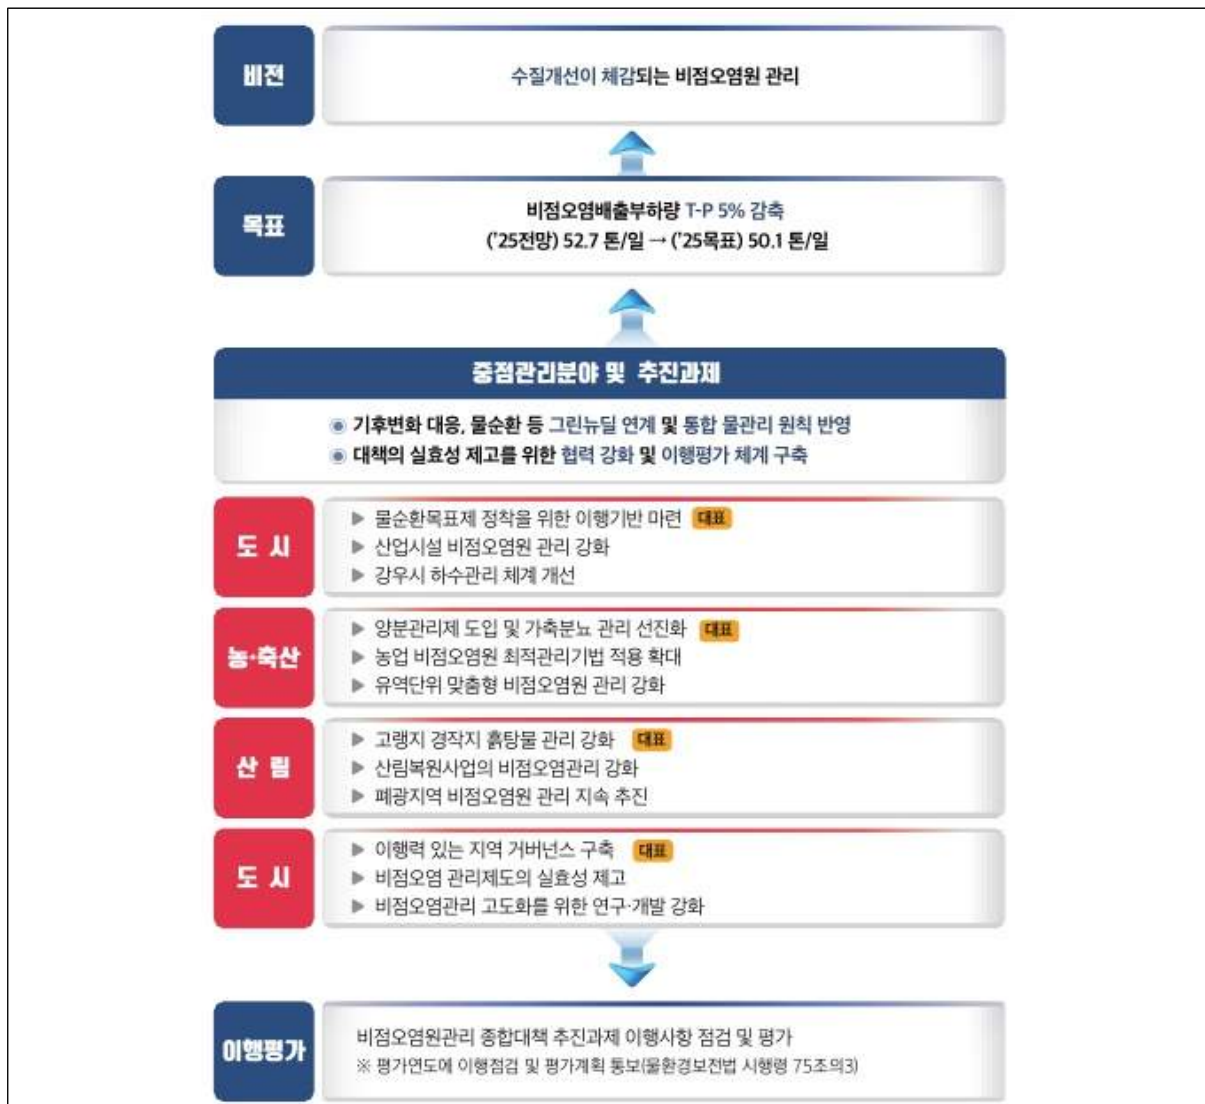 비전
수질개선이 체감되는 비점오염원 관리
목표
비점오염배출부하량 T-P 5% 감축
('25전망) 52.7 톤/일 → ('25목표) 50.1 톤/일
중점관리분야 및 추진과제
◉ 기후변화 대응, 물순환 등 그린뉴딜 연계 및 통합 물관리 원칙 반영
◉ 대책의 실효성 제고를 위한 협력 강화 및 이행평가 체계 구축
도 시
▶ 물순환목표제 정착을 위한 이행기반 마련 대표
▶ 산업시설 비점오염원 관리 강화
▶ 강우시 하수관리 체계 개선
농·축산
▶ 양분관리제 도입 및 가축분뇨 관리 선진화 대표
▶ 농업 비점오염원 최적관리기법 적용 확대
▶ 유역단위 맞춤형 비점오염원 관리 강화
산 림
▶ 고랭지 경작지 흙탕물 관리 강화 대표
▶ 산림복원사업의 비점오염관리 강화
▶ 폐광지역 비점오염원 관리 지속 추진
도 시
▶ 이행력 있는 지역 거버넌스 구축 대표
▶ 비점오염 관리제도의 실효성 제고
▶ 비점오염관리 고도화를 위한 연구·개발 강화
이행평가
비점오염원관리 종합대책 추진과제 이행사항 점검 및 평가
※ 평가연도에 이행점검 및 평가계획 통보(물환경보전법 시행령 75조의3)